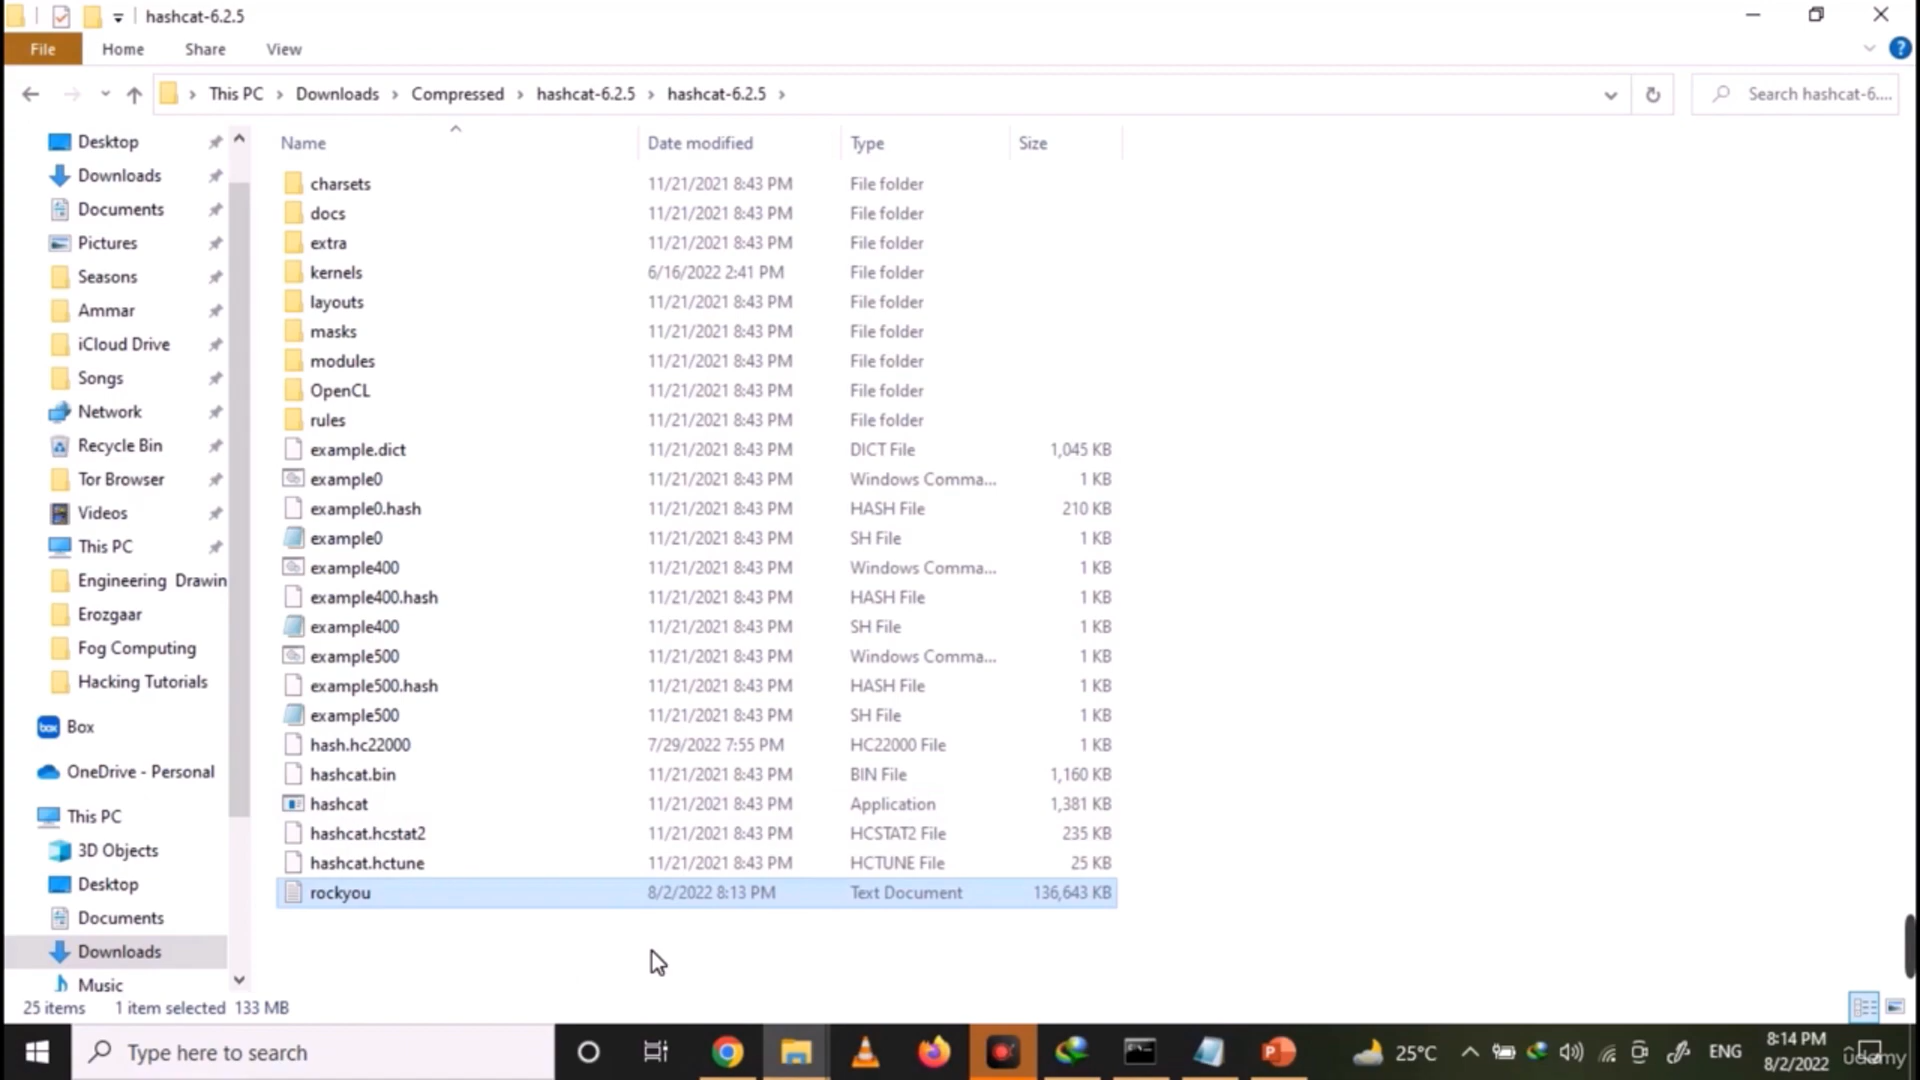 hashcat-6.2.5
File Home Share View
This PC Downloads Compressed hashcat-6.2.5 hashcat-6.2.5 Search hashcat-6....
Name Date modified Type Size
Desktop
Downloads
Documents
Pictures
Seasons
Ammar
iCloud Drive
Songs
Network
Recycle Bin
Tor Browser
Videos
This PC
Engineering Drawin
Erozgaar
Fog Computing
Hacking Tutorials
box Box
OneDrive - Personal
This PC
3D Objects
Desktop
Documents
Downloads
Music
charsets 11/21/2021 8:43 PM File folder
docs 11/21/2021 8:43 PM File folder
extra 11/21/2021 8:43 PM File folder
kernels 6/16/2022 2:41 PM File folder
layouts 11/21/2021 8:43 PM File folder
masks 11/21/2021 8:43 PM File folder
modules 11/21/2021 8:43 PM File folder
OpenCL 11/21/2021 8:43 PM File folder
rules 11/21/2021 8:43 PM File folder
example.dict 11/21/2021 8:43 PM DICT File 1,045 KB
example0 11/21/2021 8:43 PM Windows Comma... 1 KB
example0.hash 11/21/2021 8:43 PM HASH File 210 KB
example0 11/21/2021 8:43 PM SH File 1 KB
example400 11/21/2021 8:43 PM Windows Comma... 1 KB
example400.hash 11/21/2021 8:43 PM HASH File 1 KB
example400 11/21/2021 8:43 PM SH File 1 KB
example500 11/21/2021 8:43 PM Windows Comma... 1 KB
example500.hash 11/21/2021 8:43 PM HASH File 1 KB
example500 11/21/2021 8:43 PM SH File 1 KB
hash.hc22000 7/29/2022 7:55 PM HC22000 File 1 KB
hashcat.bin 11/21/2021 8:43 PM BIN File 1,160 KB
hashcat 11/21/2021 8:43 PM Application 1,381 KB
hashcat.hcstat2 11/21/2021 8:43 PM HCSTAT2 File 235 KB
hashcat.hctune 11/21/2021 8:43 PM HCTUNE File 25 KB
rockyou 8/2/2022 8:13 PM Text Document 136,643 KB
25 items 1 item selected 133 MB
Type here to search 25°C ENG 8:14 PM
8/2/2022
udemy